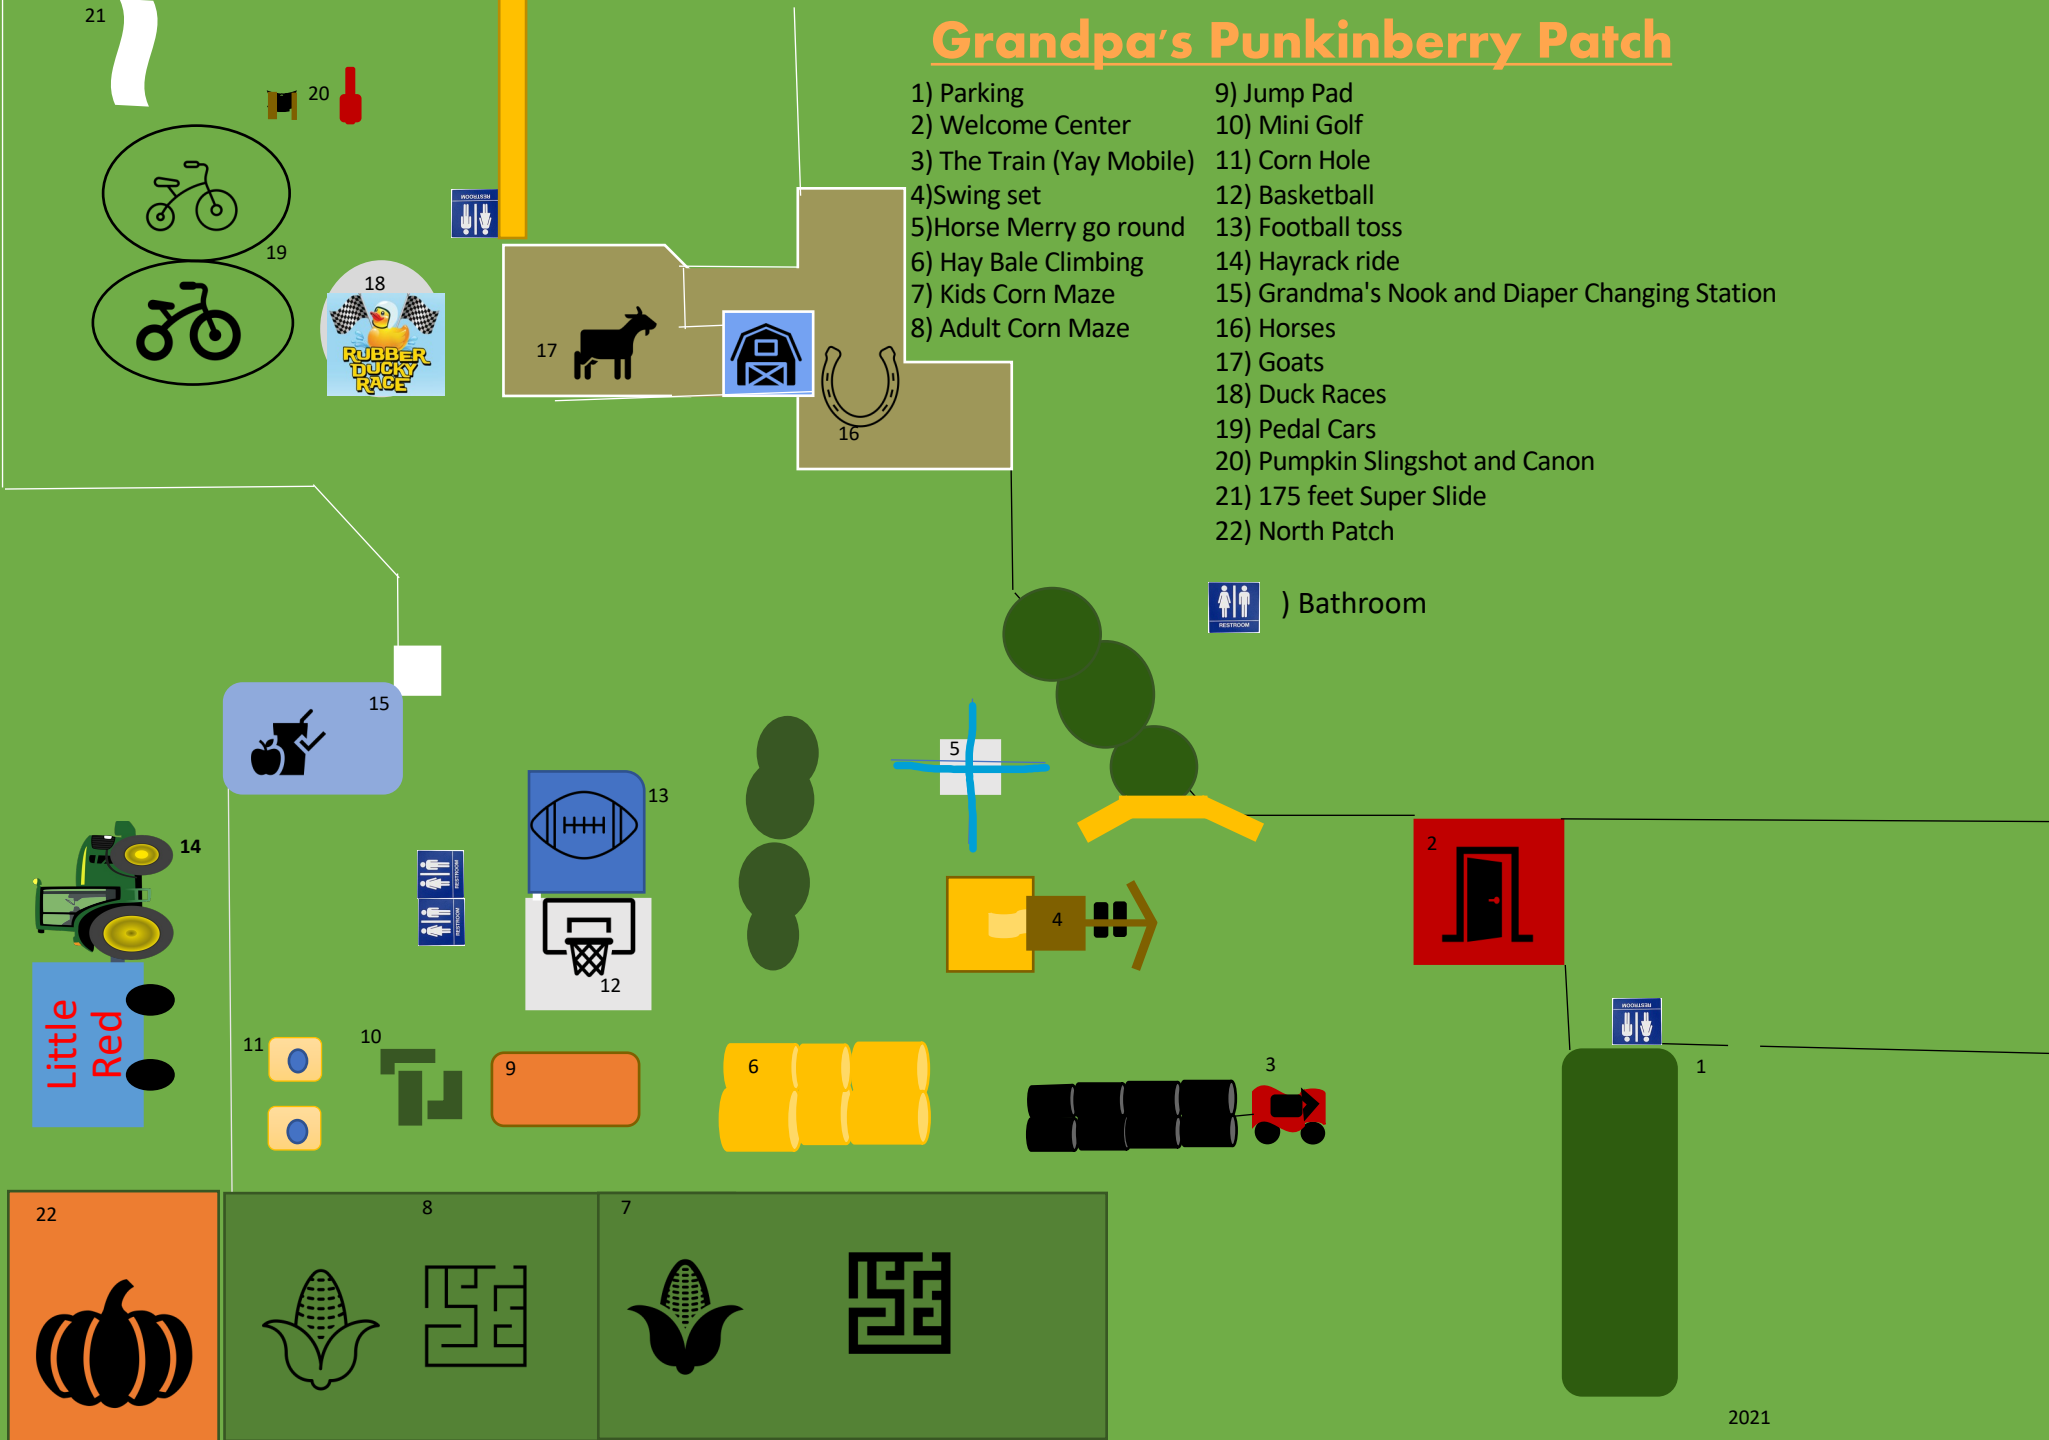 Grandpa's Punkinberry Patch
1) Parking
2) Welcome Center
3) The Train (Yay Mobile)
4)Swing set
5)Horse Merry go round
6) Hay Bale Climbing
7) Kids Corn Maze
8) Adult Corn Maze
9) Jump Pad
10) Mini Golf
11) Corn Hole
12) Basketball
13) Football toss
14) Hayrack ride
15) Grandma's Nook and Diaper Changing Station
16) Horses
17) Goats
18) Duck Races
19) Pedal Cars
20) Pumpkin Slingshot and Canon
21) 175 feet Super Slide
22) North Patch
RESTROOM
) Bathroom
21
20
RESTROOM
19
18
RUBBER
DUCKY
RACE
17
16
15
5
13
14
2
RESTROOM
RESTROOM
4
12
Little
Red
RESTROOM
11
10
9
6
3
1
22
8
7
2021